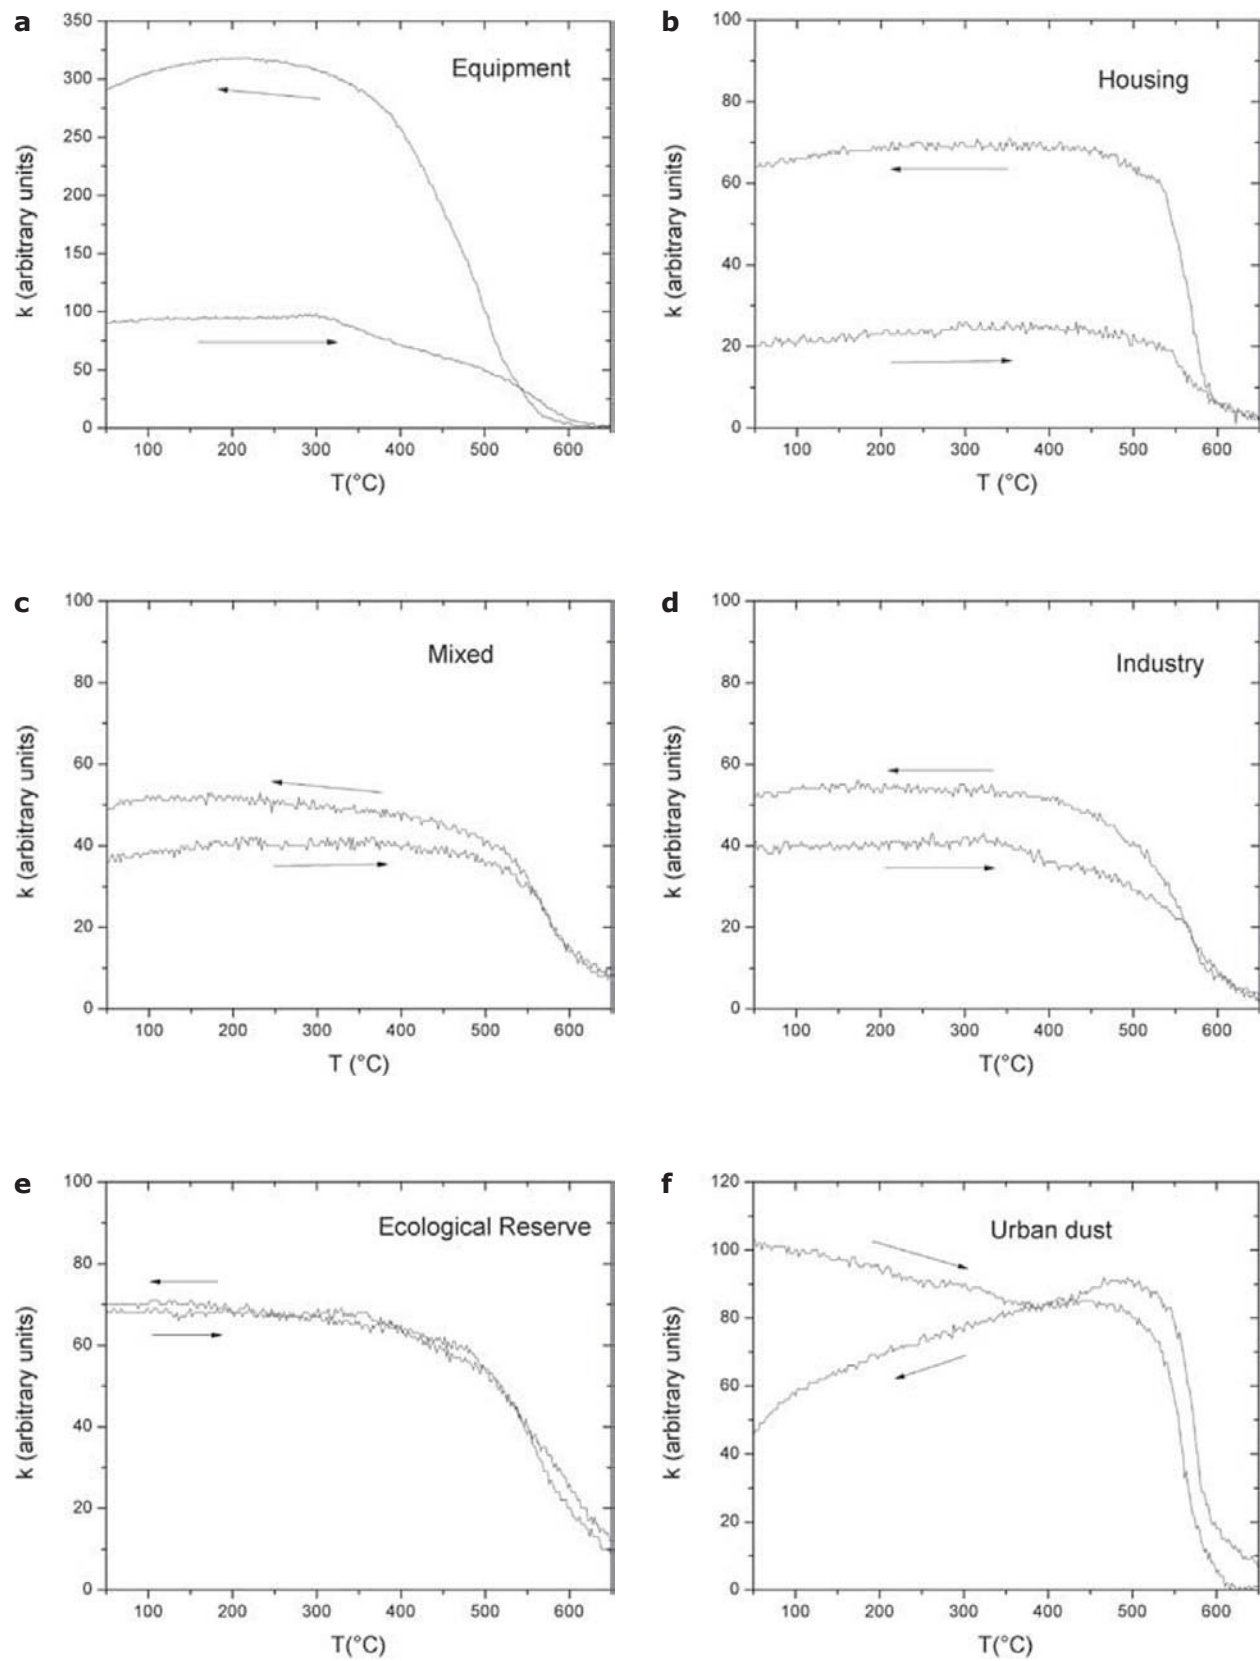 a
350
300
250
200
150
100
50
0
k (arbitrary units)
Equipment
100 200 300 400 500 600
T(°C)
b
100
80
60
40
20
0
k (arbitrary units)
Housing
100 200 300 400 500 600
T (°C)
c
100
80
60
40
20
0
k (arbitrary units)
Mixed
100 200 300 400 500 600
T (°C)
d
100
80
60
40
20
0
k (arbitrary units)
Industry
100 200 300 400 500 600
T(°C)
e
100
80
60
40
20
0
k (arbitrary units)
Ecological Reserve
100 200 300 400 500 600
T(°C)
f
120
100
80
60
40
20
0
k (arbitrary units)
Urban dust
100 200 300 400 500 600
T(°C)